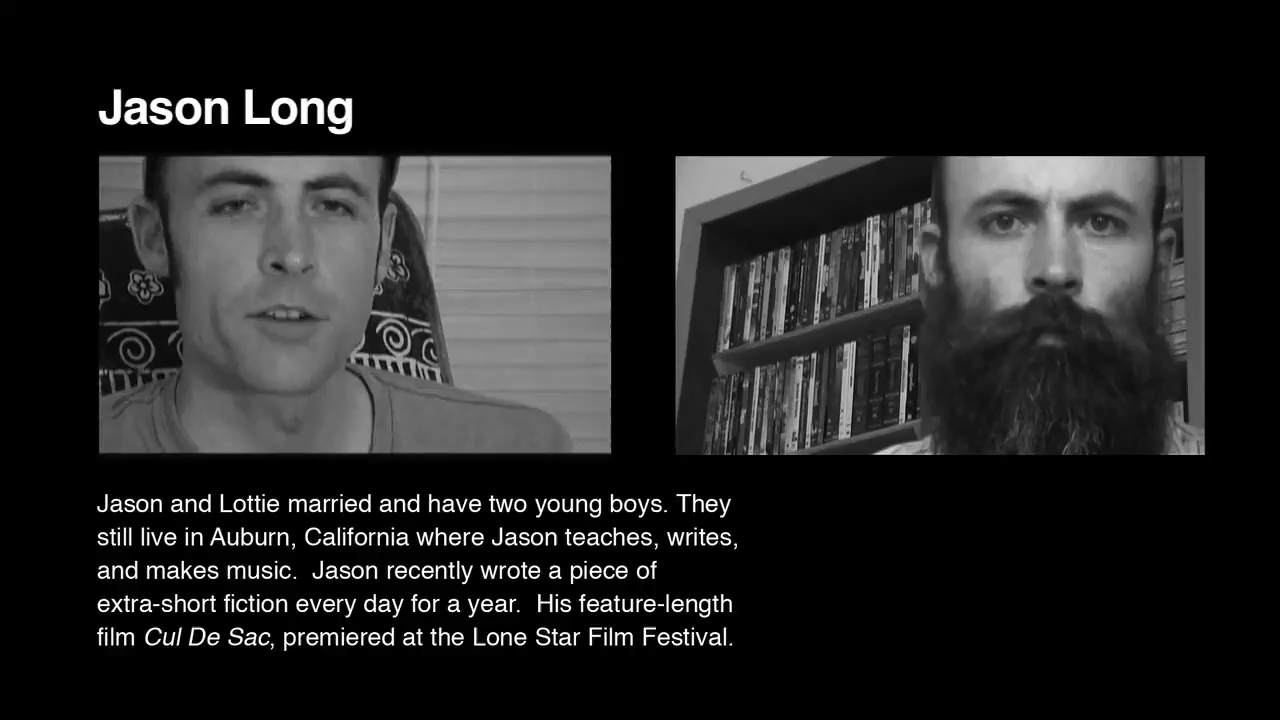 Jason Long
Jason and Lottie married and have two young boys. They
still live in Auburn, California where Jason teaches, writes,
and makes music.  Jason recently wrote a piece of
extra-short fiction every day for a year.  His feature-length
film Cul De Sac, premiered at the Lone Star Film Festival.